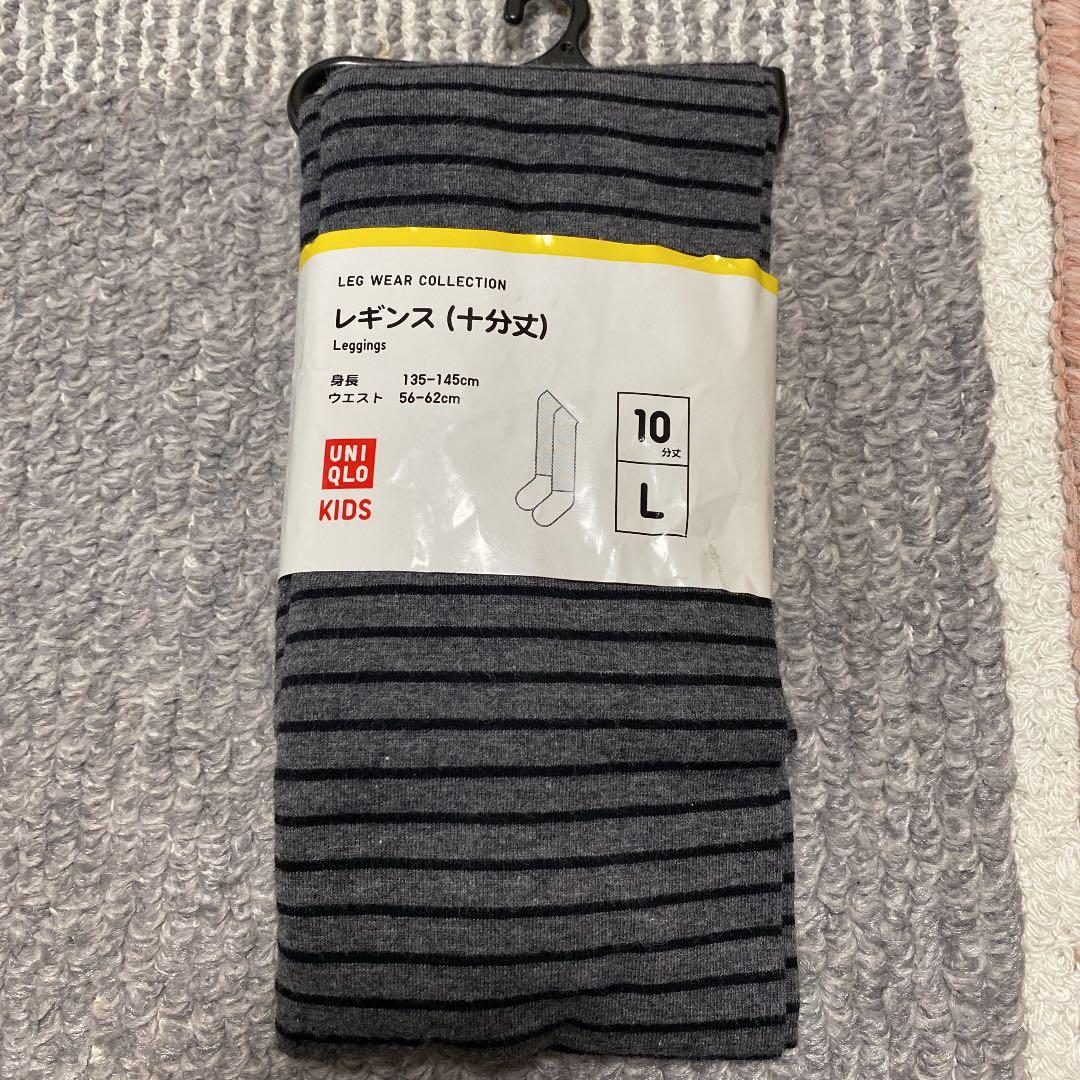 LEG WEAR COLLECTION
レギンス (十分丈)
Leggings
身長 135-145cm
ウエスト 56-62cm
UNI
QLO
KIDS
10
分丈
L